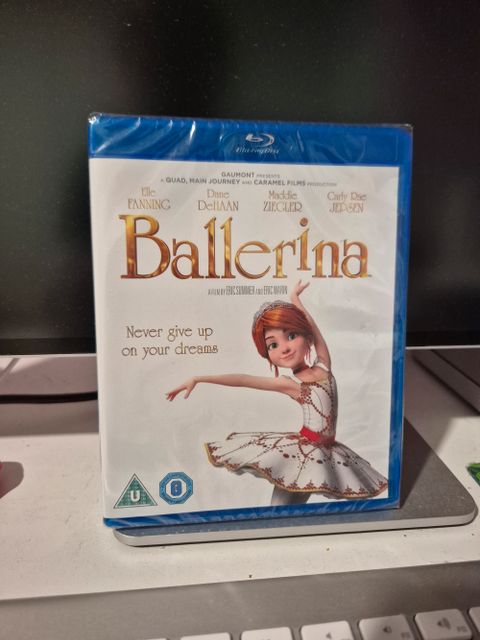 Blu-ray Disc
GAUMONT PRESENTS
A QUAD, MAIN JOURNEY AND CARAMEL FILMS PRODUCTION
Elle FANNING
Dane DeHAAN
Maddie ZIEGLER
Carly Rae JEPSEN
Ballerina
A FILM BY ERIC SUMMER AND ERIC WARIN
Never give up
on your dreams
U